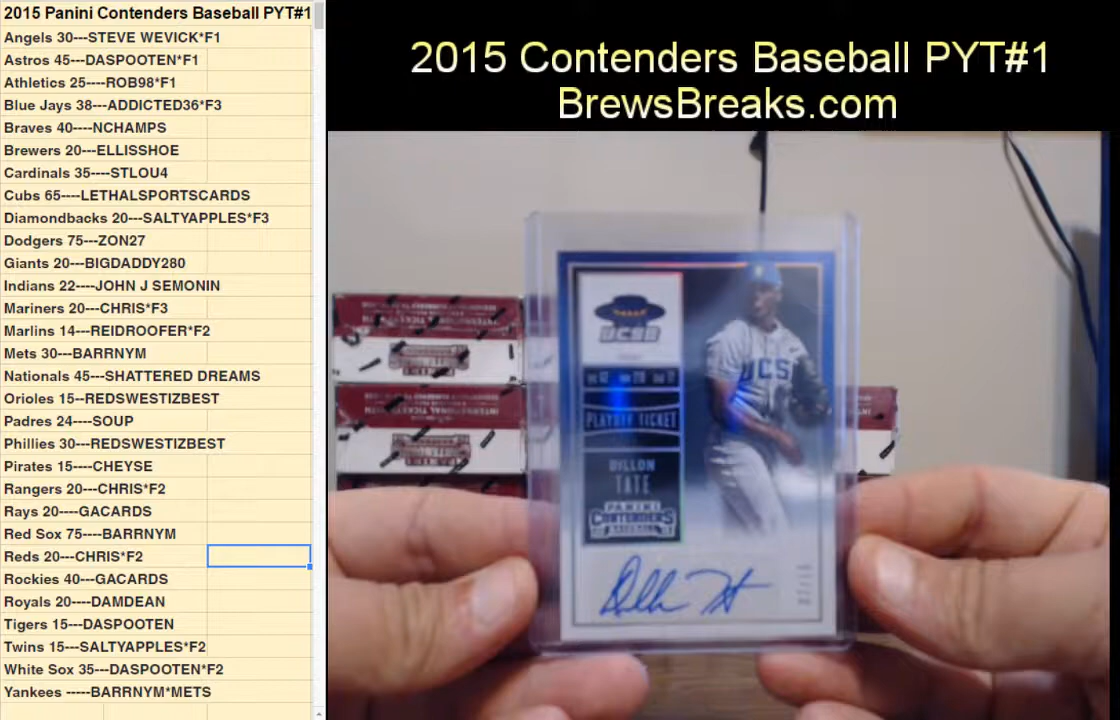 2015 Panini Contenders Baseball PYT#1
Angels 30---STEVE WEVICK*F1
Astros 45---DASPOOTEN*F1
Athletics 25----ROB98*F1
Blue Jays 38---ADDICTED36*F3
Braves 40----NCHAMPS
Brewers 20---ELLISSHOE
Cardinals 35----STLOU4
Cubs 65----LETHALSPORTSCARDS
Diamondbacks 20---SALTYAPPLES*F3
Dodgers 75---ZON27
Giants 20---BIGDADDY280
Indians 22----JOHN J SEMONIN
Mariners 20---CHRIS*F3
Marlins 14---REIDROOFER*F2
Mets 30---BARRNYM
Nationals 45---SHATTERED DREAMS
Orioles 15--REDSWESTIZBEST
Padres 24----SOUP
Phillies 30---REDSWESTIZBEST
Pirates 15----CHEYSE
Rangers 20---CHRIS*F2
Rays 20---GACARDS
Red Sox 75----BARRNYM
Reds 20---CHRIS*F2
Rockies 40---GACARDS
Royals 20----DAMDEAN
Tigers 15---DASPOOTEN
Twins 15---SALTYAPPLES*F2
White Sox 35---DASPOOTEN*F2
Yankees -----BARRNYM*METS
2015 Contenders Baseball PYT#1
BrewsBreaks.com
UCSB
UCS
PLAYOFF TICKET
DILLON
TATE
PANINI
CONTENDERS
BASEBALL